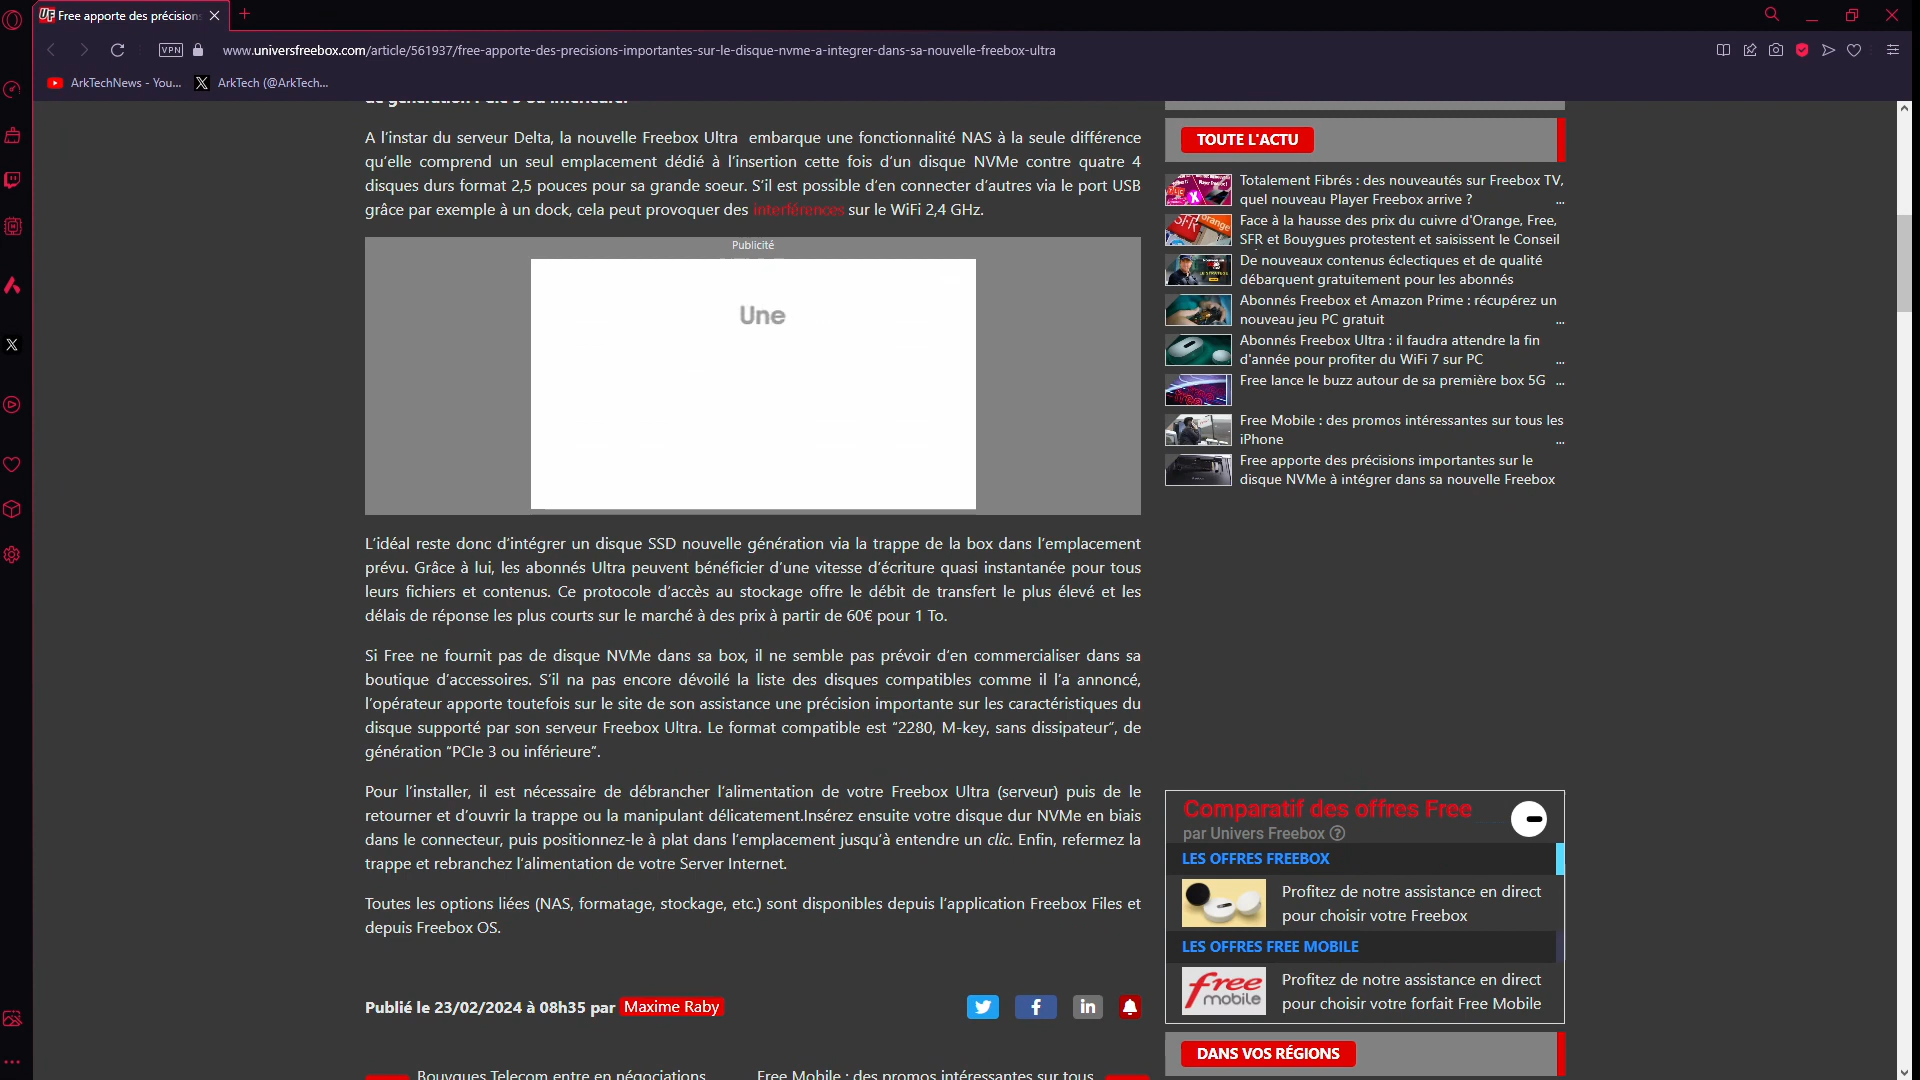 Free apporte des précisions
VPN
www.universfreebox.com/article/561937/free-apporte-des-precisions-importantes-sur-le-disque-nvme-a-integrer-dans-sa-nouvelle-freebox-ultra
ArkTechNews - You...
ArkTech (@ArkTech...
A l'instar du serveur Delta, la nouvelle Freebox Ultra embarque une fonctionnalité NAS à la seule différence
qu'elle comprend un seul emplacement dédié à l'insertion cette fois d'un disque NVMe contre quatre 4
disques durs format 2,5 pouces pour sa grande soeur. S'il est possible d'en connecter d'autres via le port USB
grâce par exemple à un dock, cela peut provoquer des interférences sur le WiFi 2,4 GHz.
Publicité
Une
L'idéal reste donc d'intégrer un disque SSD nouvelle génération via la trappe de la box dans l'emplacement
prévu. Grâce à lui, les abonnés Ultra peuvent bénéficier d'une vitesse d'écriture quasi instantanée pour tous
leurs fichiers et contenus. Ce protocole d'accès au stockage offre le débit de transfert le plus élevé et les
délais de réponse les plus courts sur le marché à des prix à partir de 60€ pour 1 To.
Si Free ne fournit pas de disque NVMe dans sa box, il ne semble pas prévoir d'en commercialiser dans sa
boutique d'accessoires. S'il na pas encore dévoilé la liste des disques compatibles comme il l'a annoncé,
l'opérateur apporte toutefois sur le site de son assistance une précision importante sur les caractéristiques du
disque supporté par son serveur Freebox Ultra. Le format compatible est "2280, M-key, sans dissipateur", de
génération "PCIe 3 ou inférieure".
Pour l'installer, il est nécessaire de débrancher l'alimentation de votre Freebox Ultra (serveur) puis de le
retourner et d'ouvrir la trappe ou la manipulant délicatement.Insérez ensuite votre disque dur NVMe en biais
dans le connecteur, puis positionnez-le à plat dans l'emplacement jusqu'à entendre un clic. Enfin, refermez la
trappe et rebranchez l'alimentation de votre Server Internet.
Toutes les options liées (NAS, formatage, stockage, etc.) sont disponibles depuis l'application Freebox Files et
depuis Freebox OS.
Publié le 23/02/2024 à 08h35 par Maxime Raby
Bouygues Telecom entre en négociations
Free Mobile : des promos intéressantes sur tous
TOUTE L'ACTU
Totalement Fibrés : des nouveautés sur Freebox TV,
quel nouveau Player Freebox arrive ? ...
Face à la hausse des prix du cuivre d'Orange, Free,
SFR et Bouygues protestent et saisissent le Conseil
De nouveaux contenus éclectiques et de qualité
débarquent gratuitement pour les abonnés
Abonnés Freebox et Amazon Prime : récupérez un
nouveau jeu PC gratuit ...
Abonnés Freebox Ultra : il faudra attendre la fin
d'année pour profiter du WiFi 7 sur PC ...
Free lance le buzz autour de sa première box 5G ...
Free Mobile : des promos intéressantes sur tous les
iPhone ...
Free apporte des précisions importantes sur le
disque NVMe à intégrer dans sa nouvelle Freebox
Comparatif des offres Free
par Univers Freebox ?
LES OFFRES FREEBOX
Profitez de notre assistance en direct
pour choisir votre Freebox
LES OFFRES FREE MOBILE
free
mobile
Profitez de notre assistance en direct
pour choisir votre forfait Free Mobile
DANS VOS RÉGIONS